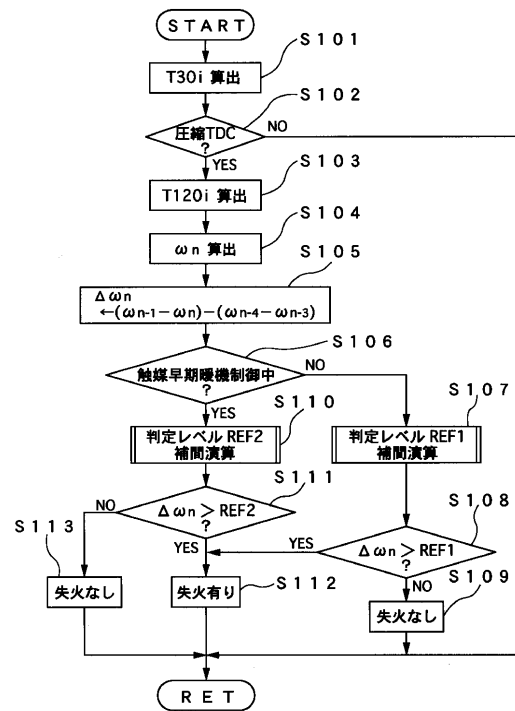 START
S101
T30i 算出
S102
圧縮TDC
?
NO
YES
S103
T120i 算出
S104
ωn 算出
S105
Δωn
←(ωn-1−ωn)−(ωn-4−ωn-3)
S106
触媒早期暖機制御中
?
NO
YES
S110
S107
判定レベル REF2
補間演算
判定レベル REF1
補間演算
S111
Δωn＞REF2
?
NO
YES
S108
Δωn＞REF1
?
YES
NO
S113
失火なし
失火有り
S112
S109
失火なし
RET